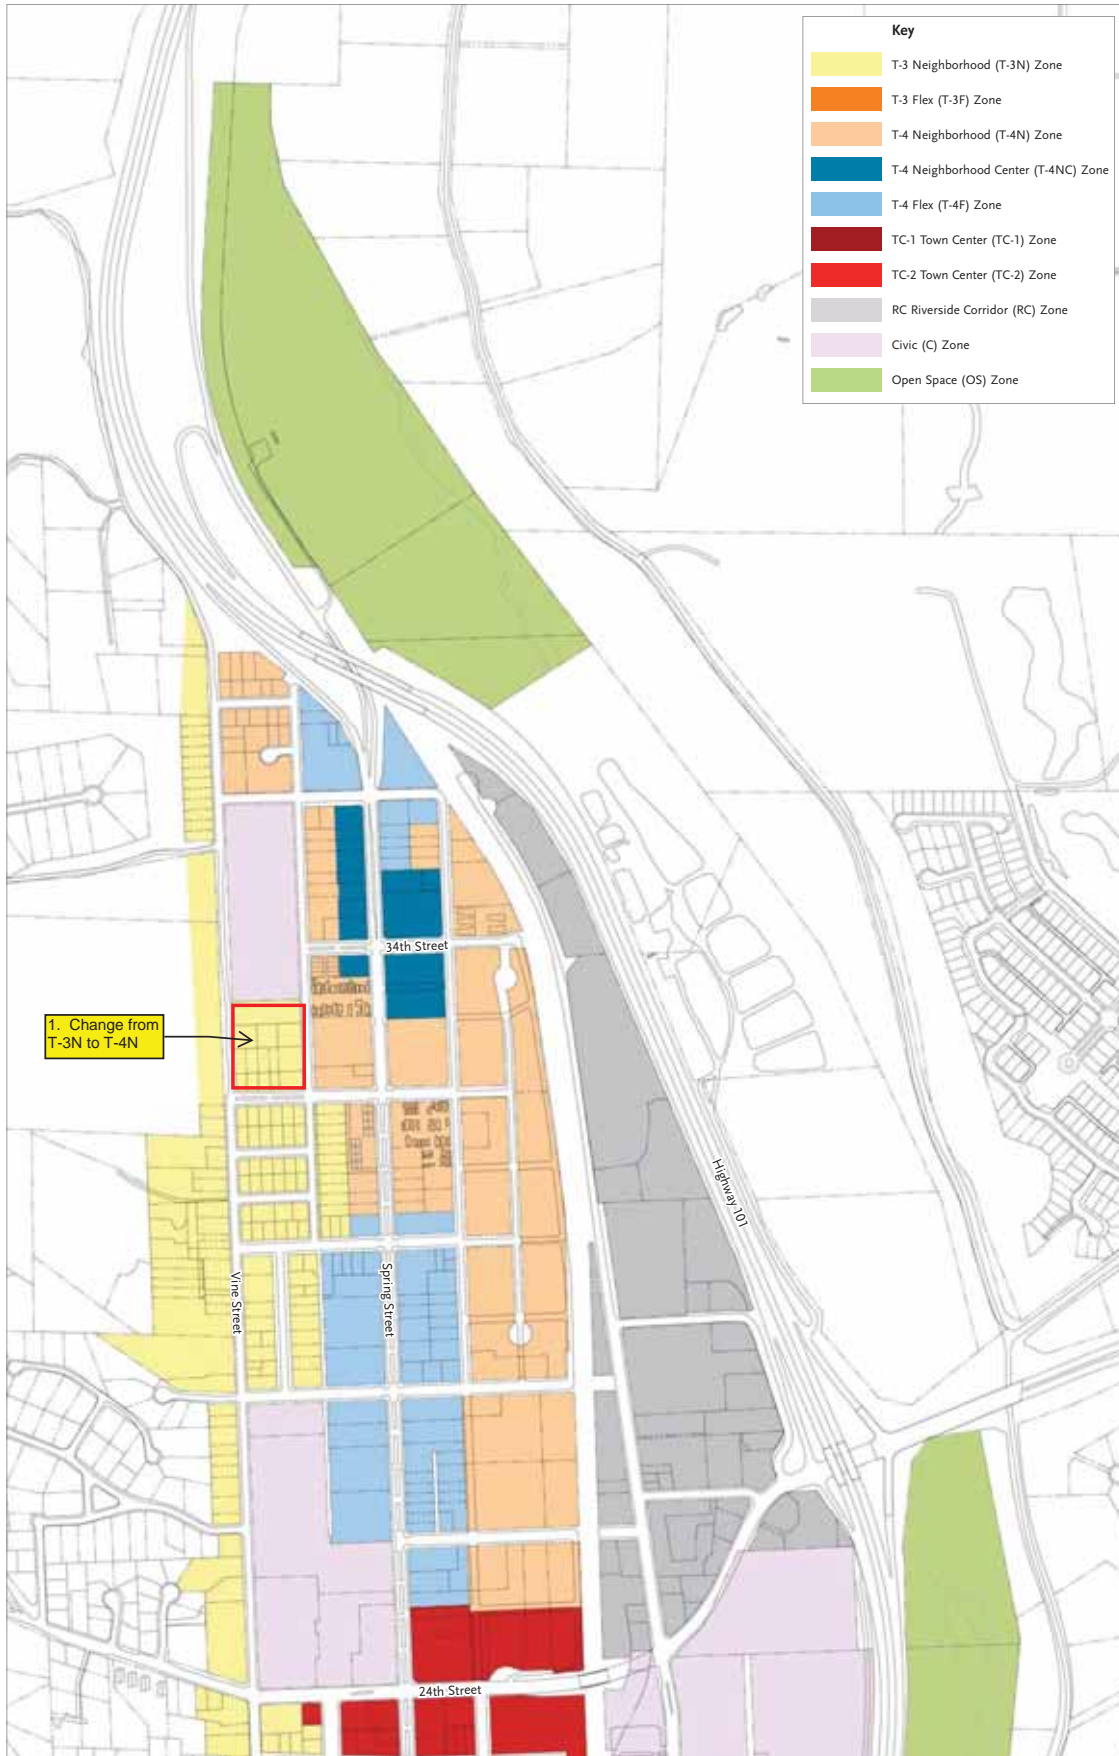 Key
T-3 Neighborhood (T-3N) Zone
T-3 Flex (T-3F) Zone
T-4 Neighborhood (T-4N) Zone
T-4 Neighborhood Center (T-4NC) Zone
T-4 Flex (T-4F) Zone
TC-1 Town Center (TC-1) Zone
TC-2 Town Center (TC-2) Zone
RC Riverside Corridor (RC) Zone
Civic (C) Zone
Open Space (OS) Zone
34th Street
1. Change from
T-3N to T-4N
Highway 101
Vine Street
Spring Street
24th Street